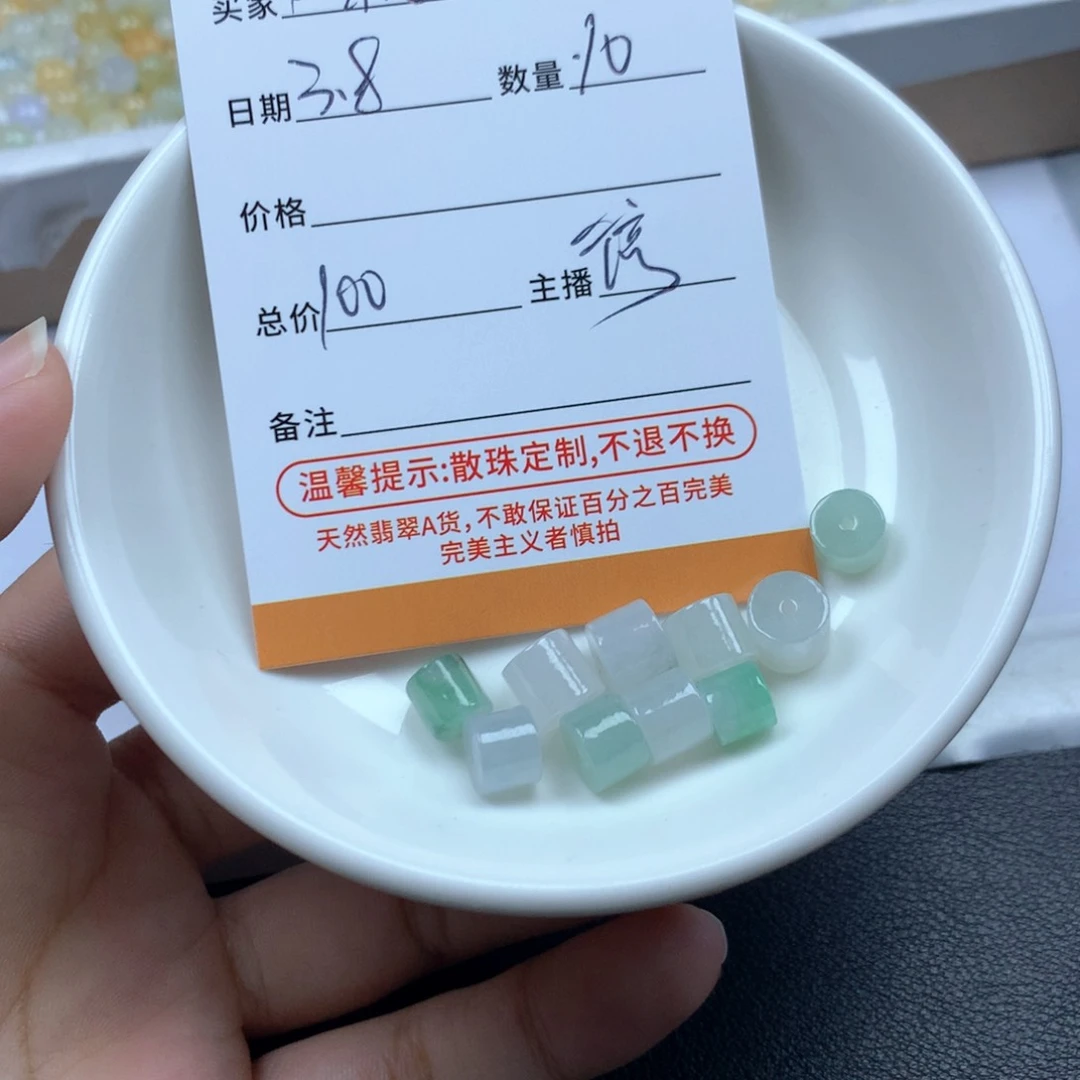 买家
日期 3.8 数量 10
价格
总价 100 主播
备注
温馨提示:散珠定制,不退不换
天然翡翠A货,不敢保证百分之百完美
完美主义者慎拍